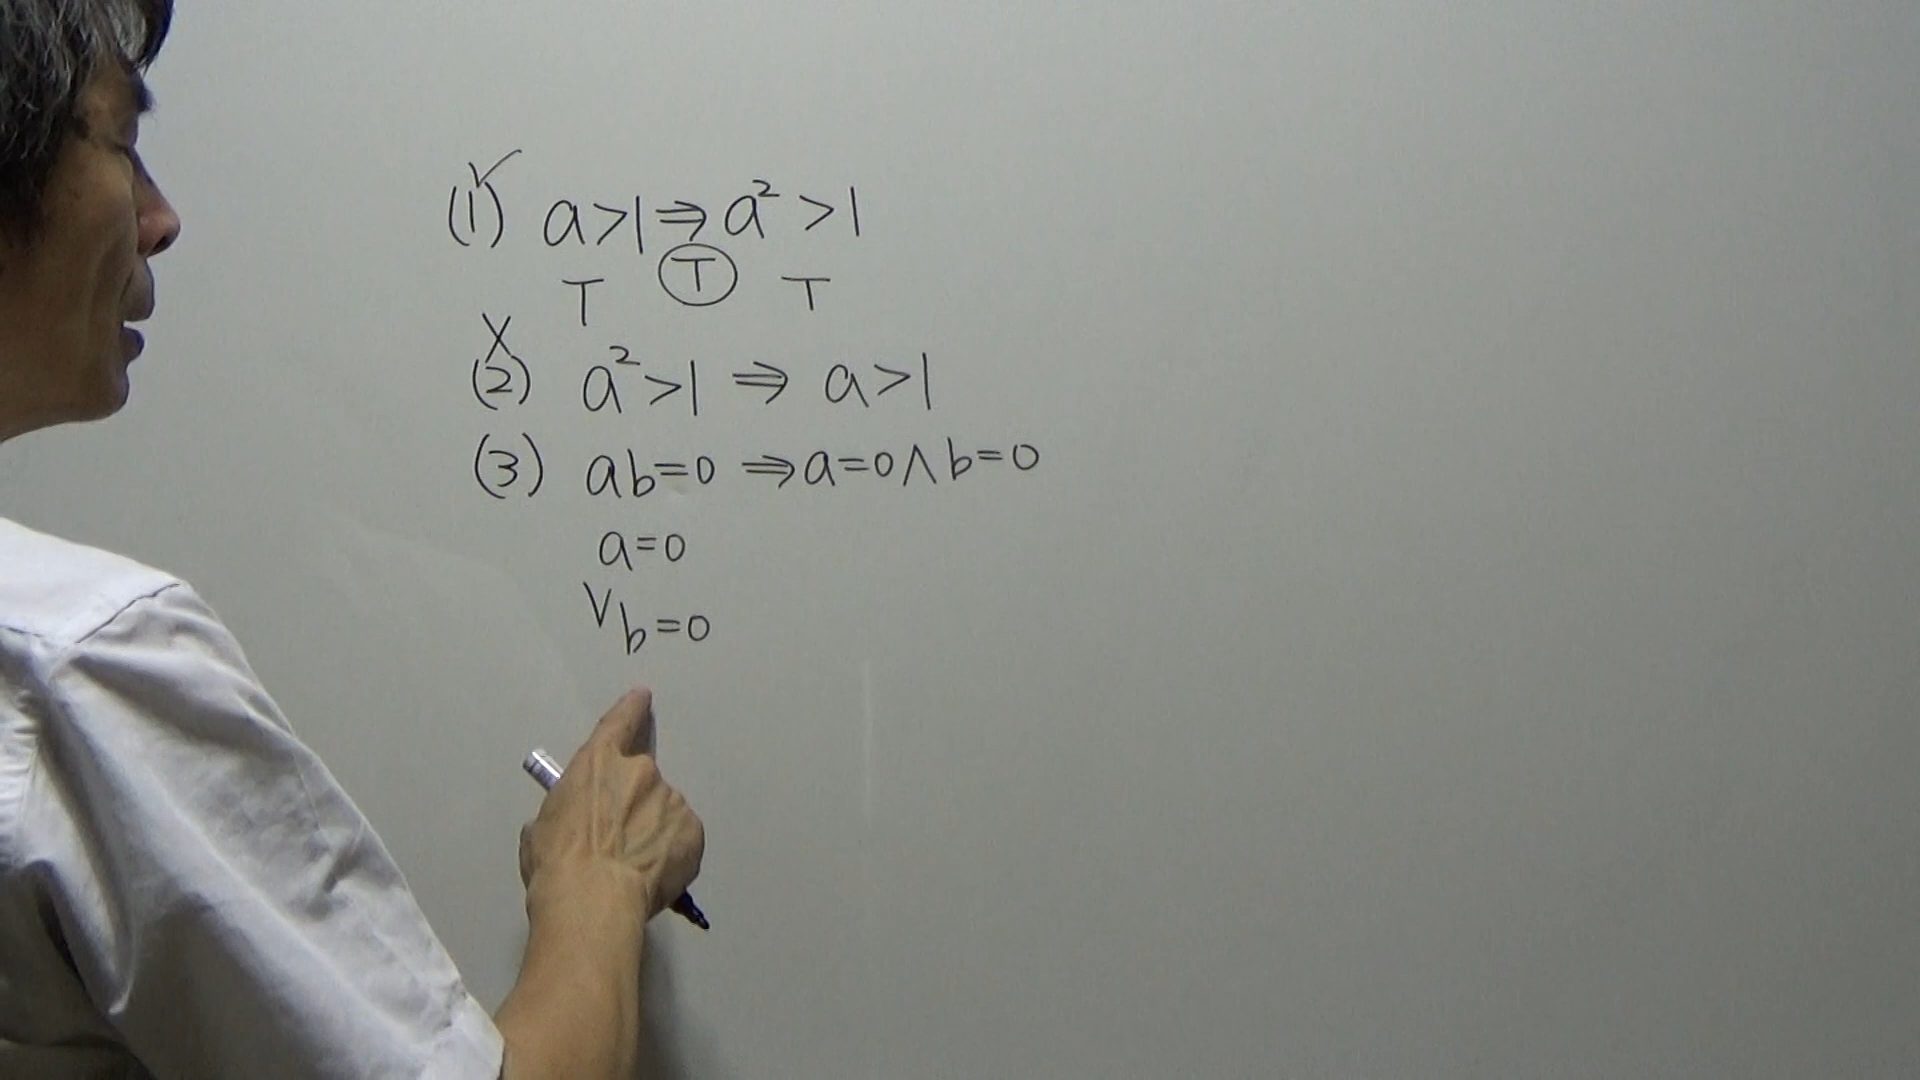 ✓
(1) a>1⇒a²>1
T Ⓣ T
X
(2) a²>1 ⇒ a>1
(3) ab=0 ⇒a=0∧b=0
a=0
∨b=0